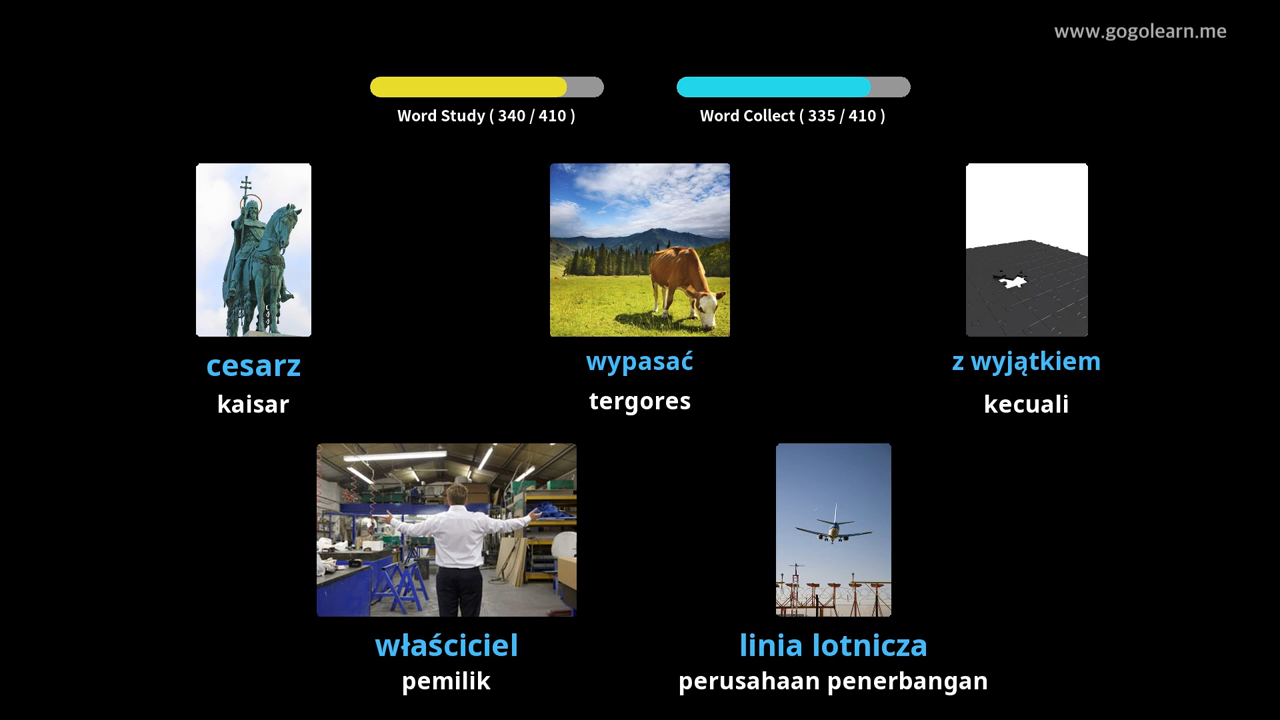 www.gogolearn.me
Word Study ( 340 / 410 )
Word Collect ( 335 / 410 )
cesarz
kaisar
wypasać
tergores
z wyjątkiem
kecuali
właściciel
pemilik
linia lotnicza
perusahaan penerbangan